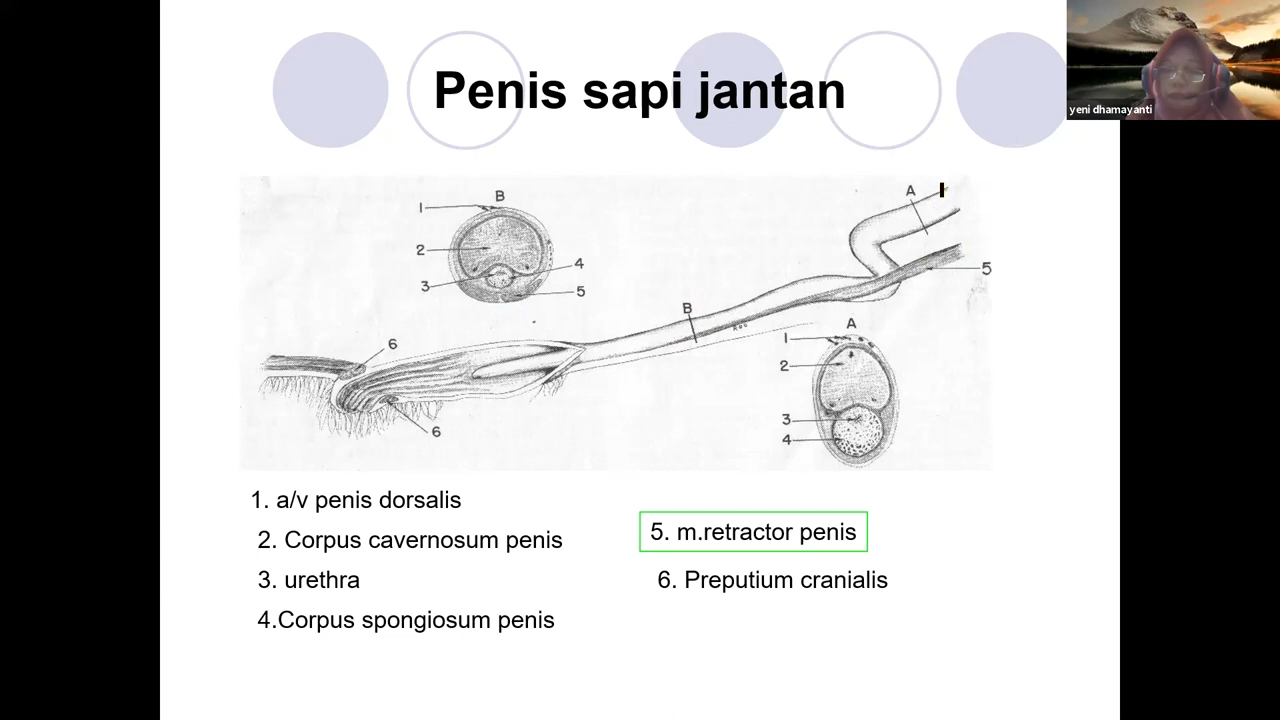 Penis sapi jantan
yeni dhamayanti
B
1
2
3
4
5
A
5
B
A
1
2
3
4
6
6
1. a/v penis dorsalis
2. Corpus cavernosum penis
3. urethra
4.Corpus spongiosum penis
5. m.retractor penis
6. Preputium cranialis